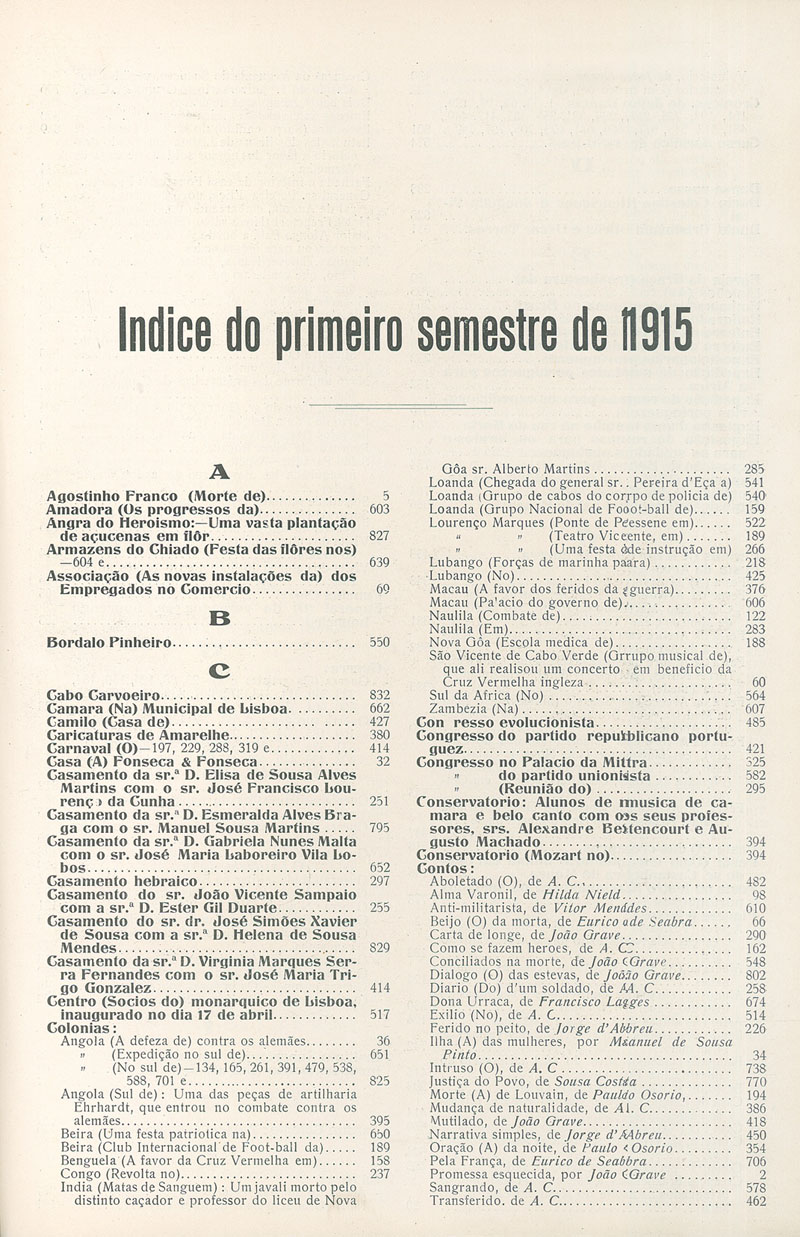 Indice do primeiro semestre de 1915
A
Agostinho Franco (Morte de).............. 5
Amadora (Os progressos da).............. 603
Angra do Heroismo:—Uma vasta plantação
de açucenas em flôr...................... 827
Armazens do Chiado (Festa das flôres nos)
—604 e..................................... 639
Associação (As novas instalações da) dos
Empregados no Comercio................ 69
B
Bordalo Pinheiro............................ 550
C
Cabo Carvoeiro.............................. 832
Camara (Na) Municipal de Lisboa. ......... 662
Camilo (Casa de)............................ 427
Caricaturas de Amarelhe................... 380
Carnaval (O)—197, 229, 288, 319 e............ 414
Casa (A) Fonseca & Fonseca............... 32
Casamento da sr.ª D. Elisa de Sousa Alves
Martins com o sr. José Francisco Lou-
renço da Cunha........................... 251
Casamento da sr.ª D. Esmeralda Alves Bra-
ga com o sr. Manuel Sousa Martins ..... 795
Casamento da sr.ª D. Gabriela Nunes Malta
com o sr. José Maria Laboreiro Vila Lo-
bos......................................... 652
Casamento hebraico........................ 297
Casamento do sr. João Vicente Sampaio
com a sr.ª D. Ester Gil Duarte............ 255
Casamento do sr. dr. José Simões Xavier
de Sousa com a sr.ª D. Helena de Sousa
Mendes..................................... 829
Casamento da sr.ª D. Virginia Marques Ser-
ra Fernandes com o sr. José Maria Tri-
go Gonzalez............................... 414
Centro (Socios do) monarquico de Lisboa,
inaugurado no dia 17 de abril............. 517
Colonias:
Angola (A defeza de) contra os alemães........ 36
" (Expedição no sul de)................. 651
" (No sul de)—134, 165, 261, 391, 479, 538,
588, 701 e........................... 825
Angola (Sul de) : Uma das peças de artilharia
Ehrhardt, que entrou no combate contra os
alemães..................................... 395
Beira (Uma festa patriotica na)................ 650
Beira (Club Internacional de Foot-ball da)..... 189
Benguela (A favor da Cruz Vermelha em)...... 158
Congo (Revolta no)........................... 237
India (Matas de Sanguem) : Um javali morto pelo
distinto caçador e professor do liceu de Nova
Gôa sr. Alberto Martins ..................... 285
Loanda (Chegada do general sr. Pereira d'Eça a) 541
Loanda (Grupo de cabos do corpo de policia de) 540
Loanda (Grupo Nacional de Foot-ball de)...... 159
Lourenço Marques (Ponte de Pessene em)...... 522
" " (Teatro Vicente, em)....... 189
" " (Uma festa de instrução em) 266
Lubango (Forças de marinha para) ............ 218
Lubango (No)................................. 425
Macau (A favor dos feridos da guerra)......... 376
Macau (Palacio do governo de)................ 606
Naulila (Combate de)......................... 122
Naulila (Em)................................. 283
Nova Gôa (Escola medica de).................. 188
São Vicente de Cabo Verde (Grupo musical de),
que ali realisou um concerto em beneficio da
Cruz Vermelha ingleza...................... 60
Sul da Africa (No) ........................... 564
Zambezia (Na)................................ 607
Con resso evolucionista..................... 485
Congresso do partido republicano portu-
guez......................................... 421
Congresso no Palacio da Mitra............. 325
" do partido unionista ............ 582
" (Reunião do) ..................... 295
Conservatorio: Alunos de musica de ca-
mara e belo canto com os seus profes-
sores, srs. Alexandre Bettencourt e Au-
gusto Machado............................. 394
Conservatorio (Mozart no).................. 394
Contos:
Aboletado (O), de A. C........................ 482
Alma Varonil, de Hilda Nield................. 98
Anti-militarista, de Vitor Mendes............. 610
Beijo (O) da morta, de Eurico de Seabra...... 66
Carta de longe, de João Grave................. 290
Como se fazem heroes, de A. C................ 162
Conciliados na morte, de João Grave.......... 548
Dialogo (O) das estevas, de João Grave........ 802
Diario (Do) d'um soldado, de A. C............. 258
Dona Urraca, de Francisco Lages ............. 674
Exilio (No), de A. C........................... 514
Ferido no peito, de Jorge d'Abreu............. 226
Ilha (A) das mulheres, por Manuel de Sousa
Pinto........................................ 34
Intruso (O), de A. C .......................... 738
Justiça do Povo, de Sousa Costa .............. 770
Morte (A) de Louvain, de Paulo Osorio,....... 194
Mudança de naturalidade, de A. C............. 386
Mutilado, de João Grave...................... 418
Narrativa simples, de Jorge d'Abreu........... 450
Oração (A) da noite, de Paulo Osorio......... 354
Pela França, de Eurico de Seabra............. 706
Promessa esquecida, por João Grave ......... 2
Sangrando, de A. C........................... 578
Transferido. de A. C.......................... 462